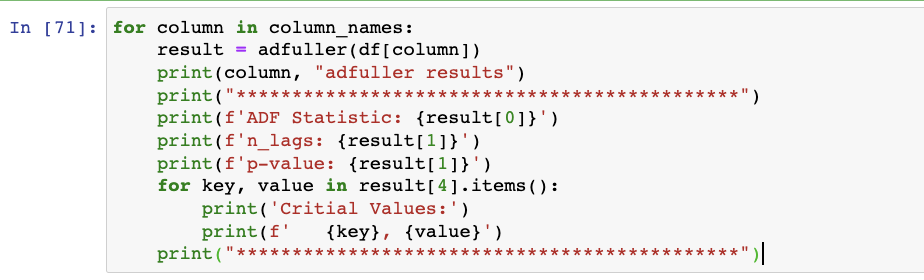 In [71]: for column in column_names:
    result = adfuller(df[column])
    print(column, "adfuller results")
    print("*********************************************")
    print(f'ADF Statistic: {result[0]}')
    print(f'n_lags: {result[1]}')
    print(f'p-value: {result[1]}')
    for key, value in result[4].items():
        print('Critial Values:')
        print(f'   {key}, {value}')
    print("*********************************************")